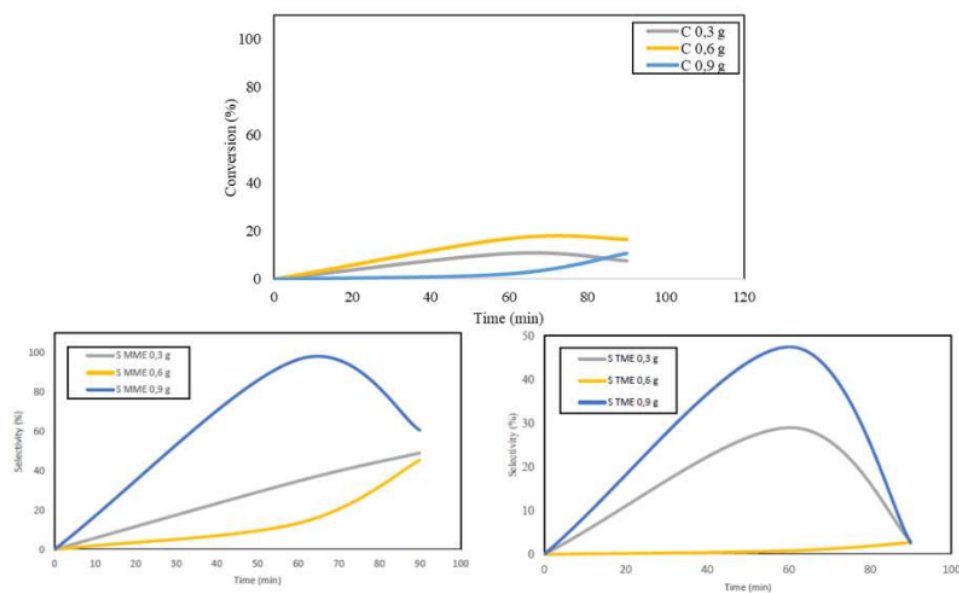 100
80
60
40
20
0
Conversion (%)
C 0,3 g
C 0,6 g
C 0,9 g
0 20 40 60 80 100 120
Time (min)
100
80
60
40
20
0
Selectivity (%)
S MME 0,3 g
S MME 0,6 g
S MME 0,9 g
0 10 20 30 40 50 60 70 80 90 100
Time (min)
50
40
30
20
10
0
Selectivity (%)
S TME 0,3 g
S TME 0,6 g
S TME 0,9 g
0 20 40 60 80 100
Time (min)